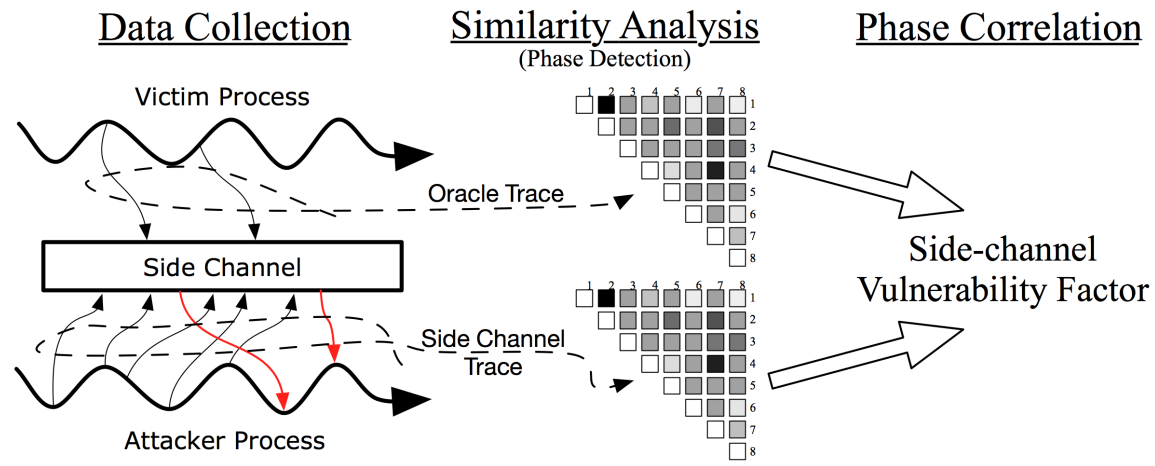 Data Collection
Similarity Analysis
(Phase Detection)
Phase Correlation
Victim Process
Oracle Trace
Side Channel
Side Channel
Trace
Attacker Process
1 2 3 4 5 6 7 8
1
2
3
4
5
6
7
8
1 2 3 4 5 6 7 8
1
2
3
4
5
6
7
8
Side-channel
Vulnerability Factor